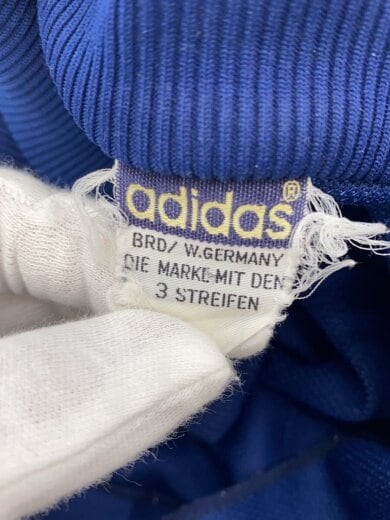 adidas®
BRD/ W.GERMANY
DIE MARKE MIT DEN
3 STREIFEN